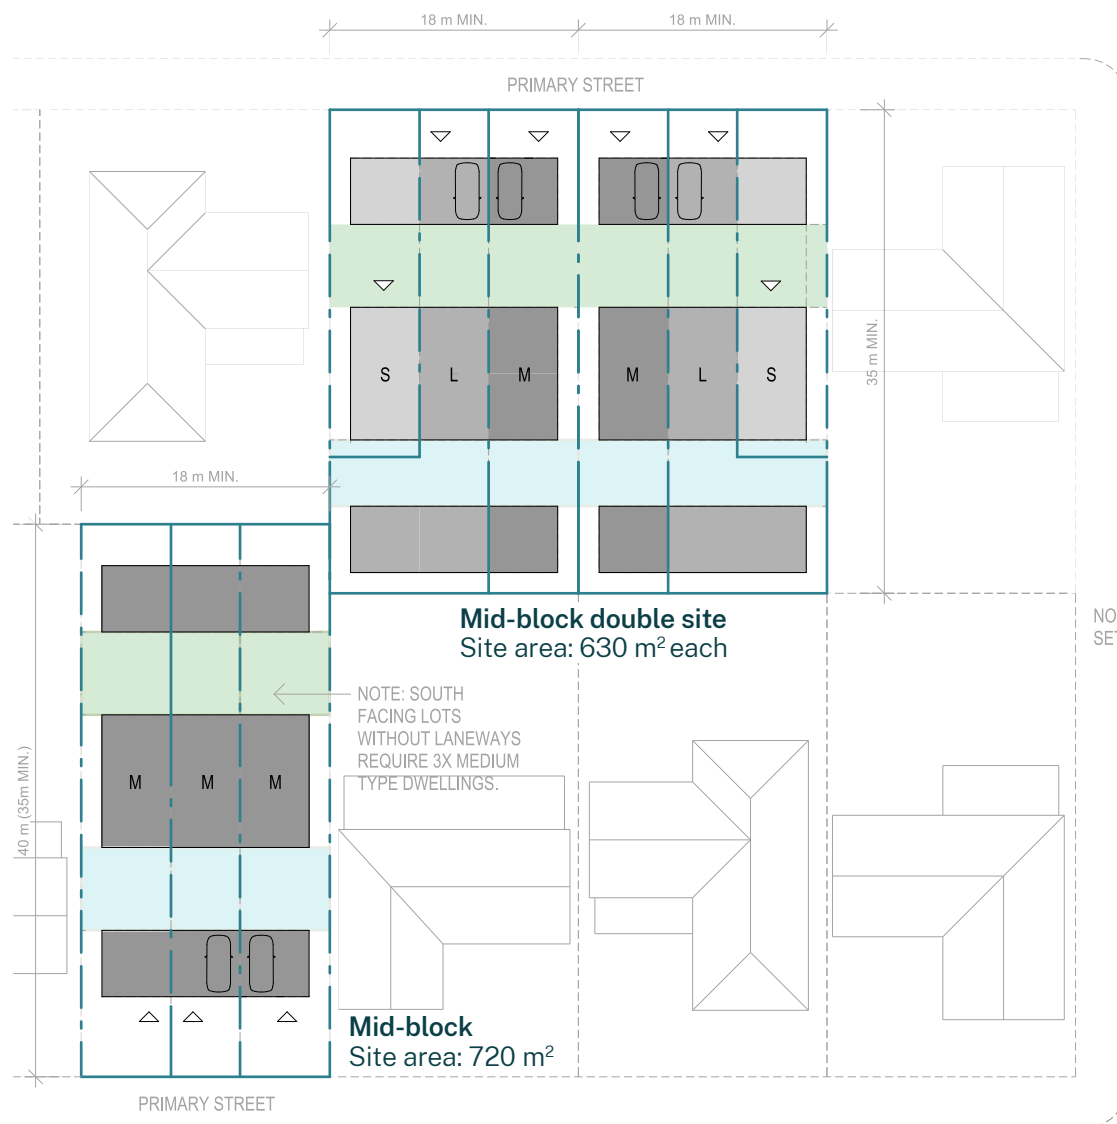 18 m MIN.
18 m MIN.
PRIMARY STREET
35 m MIN.
S
L
M
M
L
S
18 m MIN.
Mid-block double site
Site area: 630 m² each
NO
SE
NOTE: SOUTH
FACING LOTS
WITHOUT LANEWAYS
REQUIRE 3X MEDIUM
TYPE DWELLINGS.
M
M
M
40 m (35m MIN.)
Mid-block
Site area: 720 m²
PRIMARY STREET